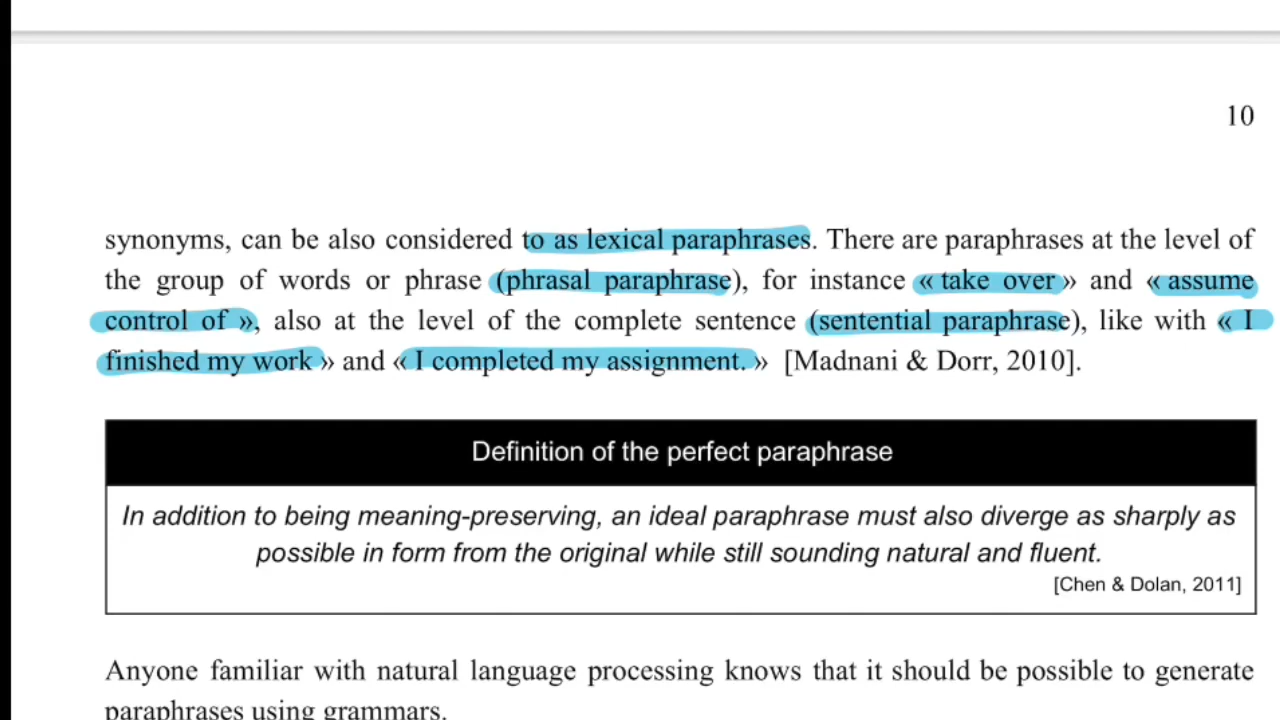 10
synonyms, can be also considered to as lexical paraphrases. There are paraphrases at the level of
the group of words or phrase (phrasal paraphrase), for instance « take over » and « assume
control of », also at the level of the complete sentence (sentential paraphrase), like with « I
finished my work » and « I completed my assignment. » [Madnani & Dorr, 2010].
Definition of the perfect paraphrase
In addition to being meaning-preserving, an ideal paraphrase must also diverge as sharply as
possible in form from the original while still sounding natural and fluent.
[Chen & Dolan, 2011]
Anyone familiar with natural language processing knows that it should be possible to generate
paraphrases using grammars.